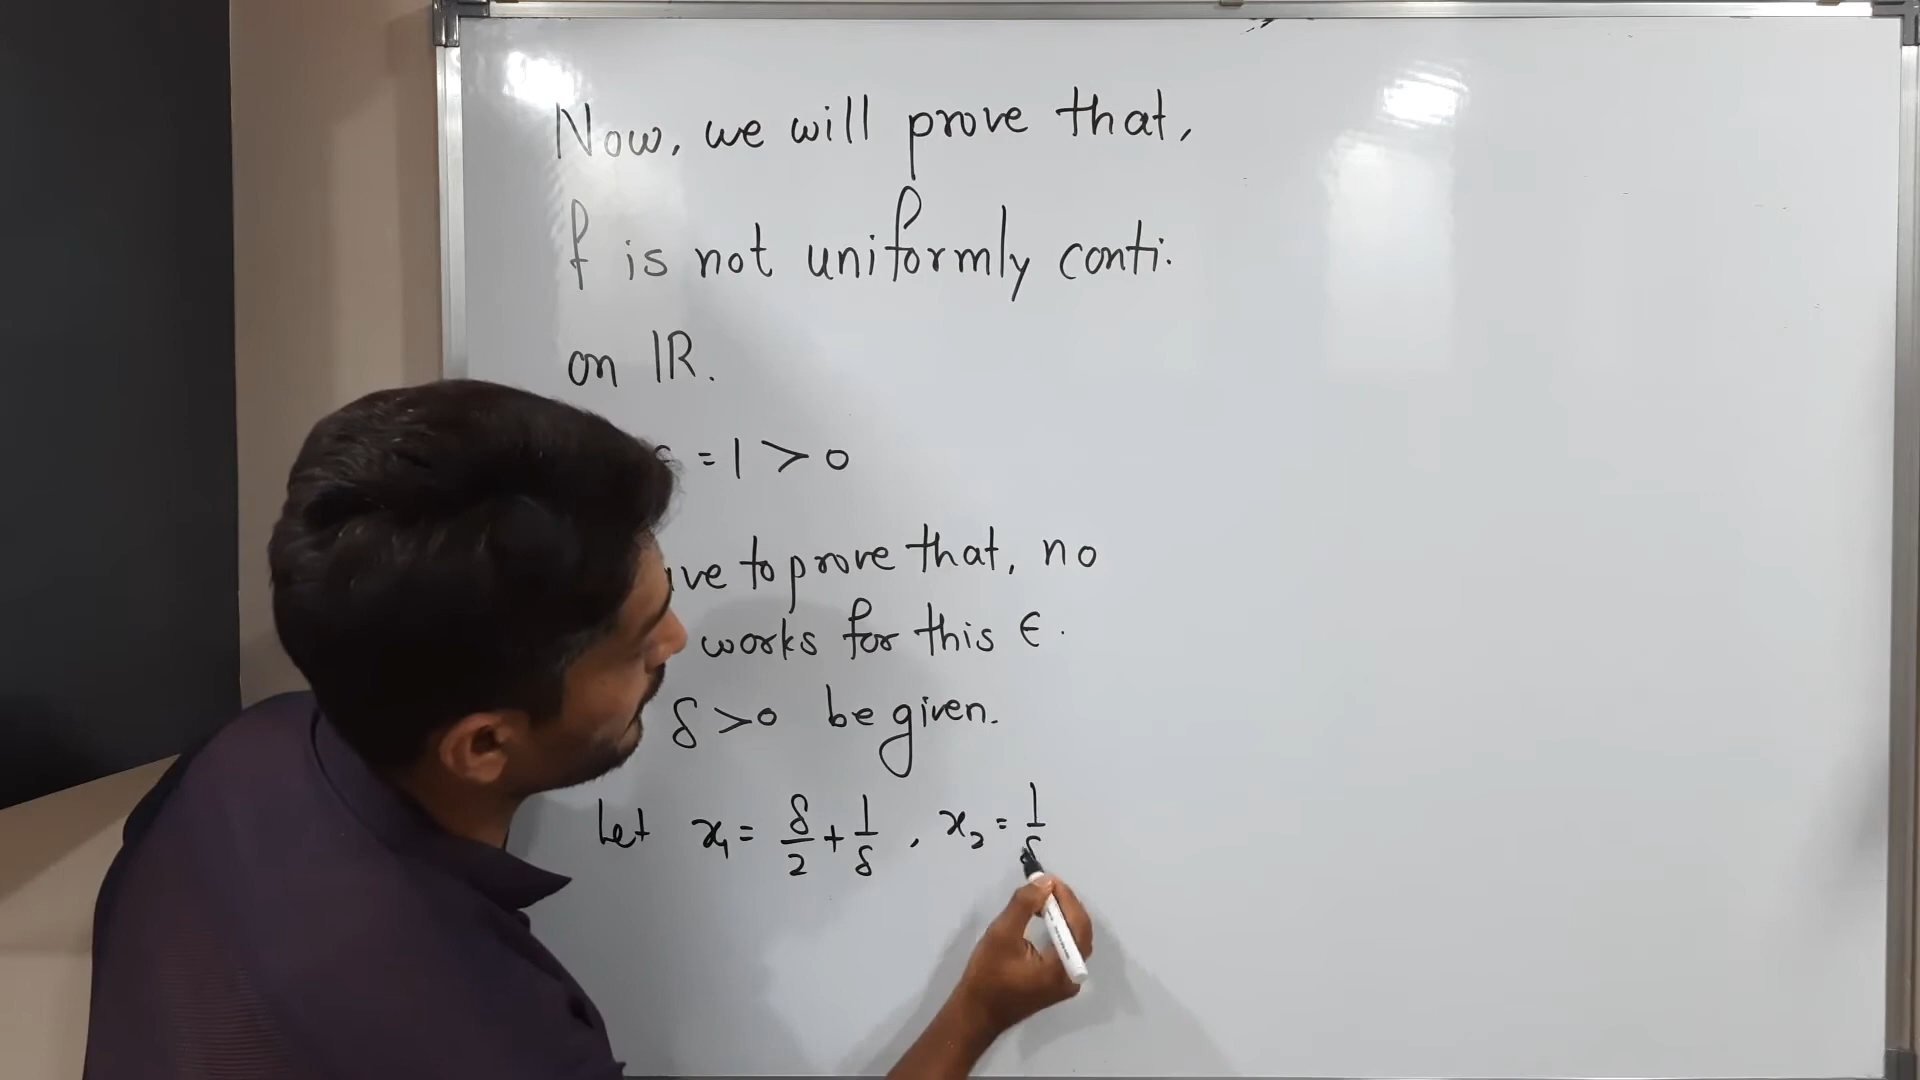 Now, we will prove that,
f is not uniformly conti.
on IR.
= 1 > 0
to prove that, no
works for this ϵ.
δ > 0 be given.
Let x₁ = δ/2 + 1/δ, x₂ = 1/δ